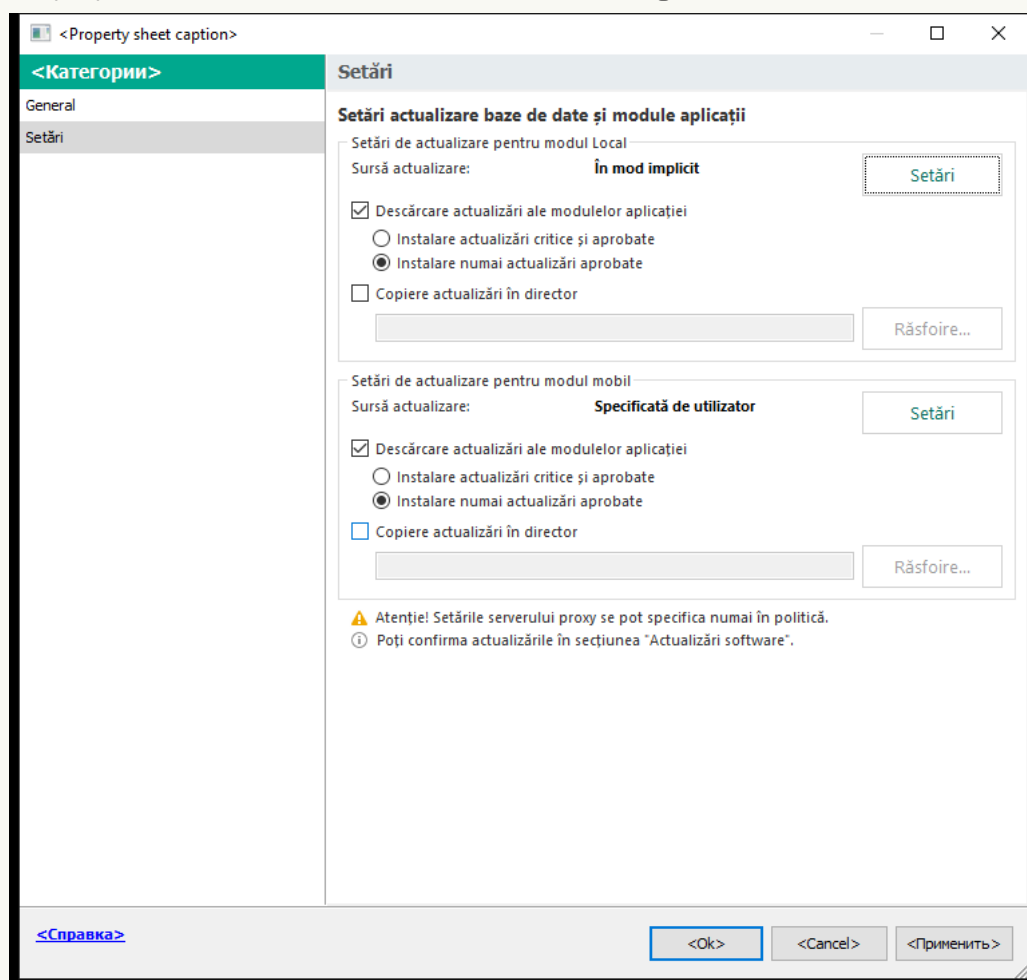 <Property sheet caption>
<Категории>
General
Setări
Setări
Setări actualizare baze de date și module aplicații
Setări de actualizare pentru modul Local
Sursă actualizare: În mod implicit Setări
Descărcare actualizări ale modulelor aplicației
Instalare actualizări critice și aprobate
Instalare numai actualizări aprobate
Copiere actualizări în director
Răsfoire...
Setări de actualizare pentru modul mobil
Sursă actualizare: Specificată de utilizator Setări
Descărcare actualizări ale modulelor aplicației
Instalare actualizări critice și aprobate
Instalare numai actualizări aprobate
Copiere actualizări în director
Răsfoire...
Atenție! Setările serverului proxy se pot specifica numai în politică.
Poți confirma actualizările în secțiunea "Actualizări software".
<Справка>
<Ok> <Cancel> <Применить>